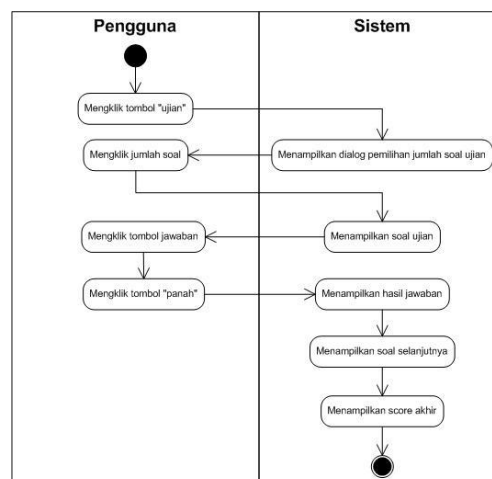 Pengguna
Sistem
Mengklik tombol "ujian"
Mengklik jumlah soal
Menampilkan dialog pemilihan jumlah soal ujian
Mengklik tombol jawaban
Menampilkan soal ujian
Mengklik tombol "panah"
Menampilkan hasil jawaban
Menampilkan soal selanjutnya
Menampilkan score akhir